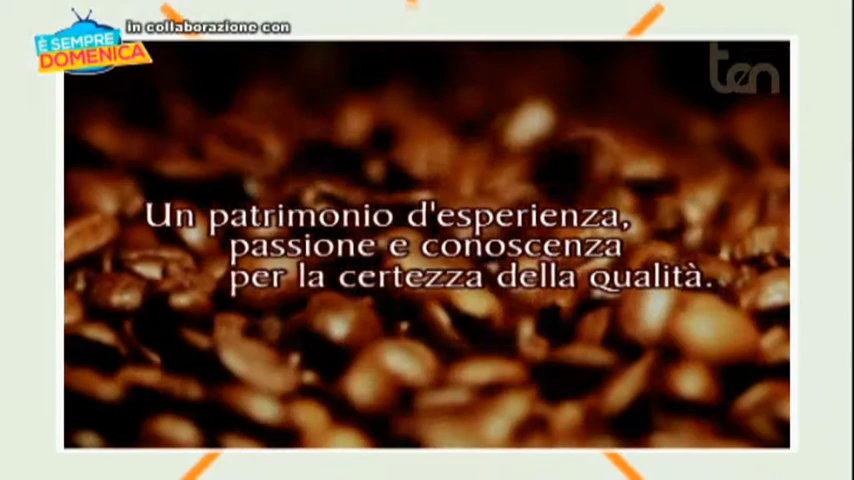 in collaborazione con
È SEMPRE
DOMENICA
ten
Un patrimonio d'esperienza,
passione e conoscenza
per la certezza della qualità.